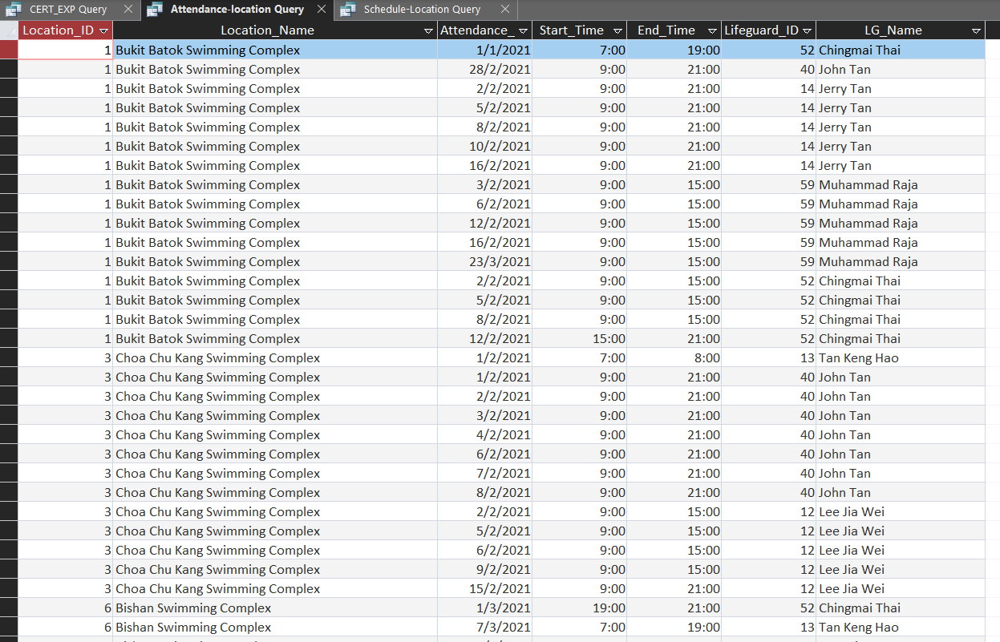 CERT_EXP Query Attendance-location Query Schedule-Location Query
Location_ID Location_Name Attendance_ Start_Time End_Time Lifeguard_ID LG_Name
1 Bukit Batok Swimming Complex 1/1/2021 7:00 19:00 52 Chingmai Thai
1 Bukit Batok Swimming Complex 28/2/2021 9:00 21:00 40 John Tan
1 Bukit Batok Swimming Complex 2/2/2021 9:00 21:00 14 Jerry Tan
1 Bukit Batok Swimming Complex 5/2/2021 9:00 21:00 14 Jerry Tan
1 Bukit Batok Swimming Complex 8/2/2021 9:00 21:00 14 Jerry Tan
1 Bukit Batok Swimming Complex 10/2/2021 9:00 21:00 14 Jerry Tan
1 Bukit Batok Swimming Complex 16/2/2021 9:00 21:00 14 Jerry Tan
1 Bukit Batok Swimming Complex 3/2/2021 9:00 15:00 59 Muhammad Raja
1 Bukit Batok Swimming Complex 6/2/2021 9:00 15:00 59 Muhammad Raja
1 Bukit Batok Swimming Complex 12/2/2021 9:00 15:00 59 Muhammad Raja
1 Bukit Batok Swimming Complex 16/2/2021 9:00 15:00 59 Muhammad Raja
1 Bukit Batok Swimming Complex 23/3/2021 9:00 15:00 59 Muhammad Raja
1 Bukit Batok Swimming Complex 2/2/2021 9:00 15:00 52 Chingmai Thai
1 Bukit Batok Swimming Complex 5/2/2021 9:00 15:00 52 Chingmai Thai
1 Bukit Batok Swimming Complex 8/2/2021 9:00 15:00 52 Chingmai Thai
1 Bukit Batok Swimming Complex 12/2/2021 15:00 21:00 52 Chingmai Thai
3 Choa Chu Kang Swimming Complex 1/2/2021 7:00 8:00 13 Tan Keng Hao
3 Choa Chu Kang Swimming Complex 1/2/2021 9:00 21:00 40 John Tan
3 Choa Chu Kang Swimming Complex 2/2/2021 9:00 21:00 40 John Tan
3 Choa Chu Kang Swimming Complex 3/2/2021 9:00 21:00 40 John Tan
3 Choa Chu Kang Swimming Complex 4/2/2021 9:00 21:00 40 John Tan
3 Choa Chu Kang Swimming Complex 6/2/2021 9:00 21:00 40 John Tan
3 Choa Chu Kang Swimming Complex 7/2/2021 9:00 21:00 40 John Tan
3 Choa Chu Kang Swimming Complex 8/2/2021 9:00 21:00 40 John Tan
3 Choa Chu Kang Swimming Complex 2/2/2021 9:00 15:00 12 Lee Jia Wei
3 Choa Chu Kang Swimming Complex 5/2/2021 9:00 15:00 12 Lee Jia Wei
3 Choa Chu Kang Swimming Complex 6/2/2021 9:00 15:00 12 Lee Jia Wei
3 Choa Chu Kang Swimming Complex 9/2/2021 9:00 15:00 12 Lee Jia Wei
3 Choa Chu Kang Swimming Complex 15/2/2021 9:00 21:00 12 Lee Jia Wei
6 Bishan Swimming Complex 1/3/2021 19:00 21:00 52 Chingmai Thai
6 Bishan Swimming Complex 7/3/2021 7:00 19:00 13 Tan Keng Hao